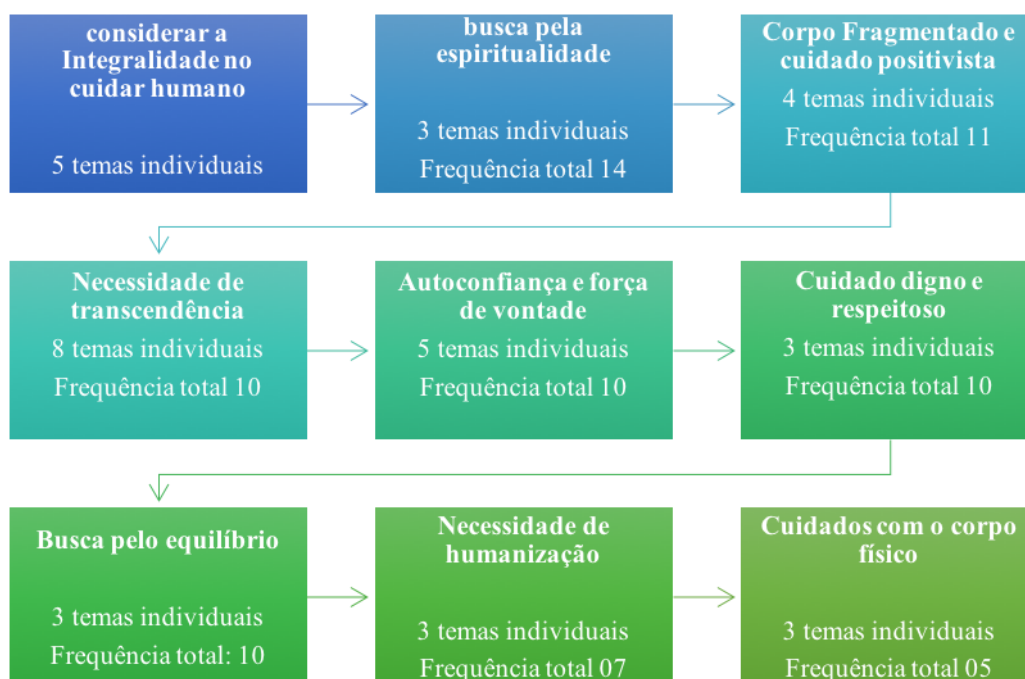 considerar a
Integralidade no
cuidar humano
5 temas individuais
busca pela
espiritualidade
3 temas individuais
Frequência total 14
Corpo Fragmentado e
cuidado positivista
4 temas individuais
Frequência total 11
Necessidade de
transcendência
8 temas individuais
Frequência total 10
Autoconfiança e força
de vontade
5 temas individuais
Frequência total 10
Cuidado digno e
respeitoso
3 temas individuais
Frequência total 10
Busca pelo equilíbrio
3 temas individuais
Frequência total: 10
Necessidade de
humanização
3 temas individuais
Frequência total 07
Cuidados com o corpo
físico
3 temas individuais
Frequência total 05